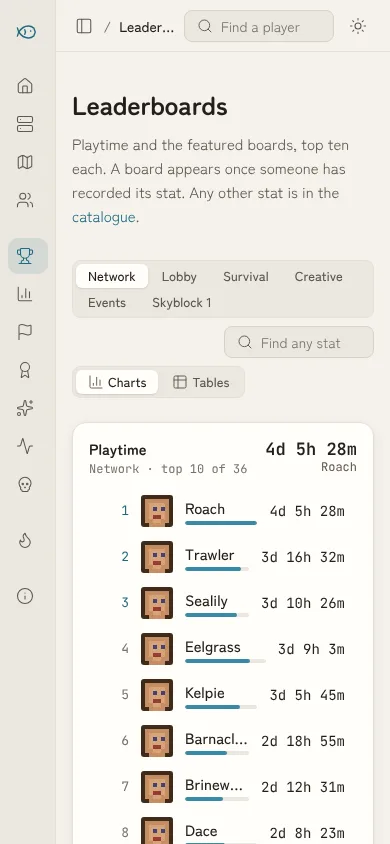 / Leader... Find a player
Leaderboards
Playtime and the featured boards, top ten
each. A board appears once someone has
recorded its stat. Any other stat is in the
catalogue.
Network Lobby Survival Creative
Events Skyblock 1
Find any stat
Charts Tables
Playtime 4d 5h 28m
Network · top 10 of 36 Roach
1 Roach 4d 5h 28m
2 Trawler 3d 16h 32m
3 Sealily 3d 10h 26m
4 Eelgrass 3d 9h 3m
5 Kelpie 3d 5h 45m
6 Barnacl... 2d 18h 55m
7 Brinew... 2d 12h 31m
8 Dace 2d 8h 23m